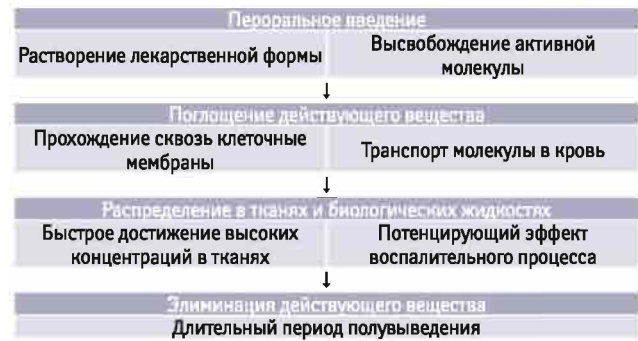 Пероральное введение
Растворение лекарственной формы
Высвобождение активной
молекулы
↓
Поглощение действующего вещества
Прохождение сквозь клеточные
мембраны
Транспорт молекулы в кровь
↓
Распределение в тканях и биологических жидкостях
Быстрое достижение высоких
концентраций в тканях
Потенцирующий эффект
воспалительного процесса
↓
Элиминация действующего вещества
Длительный период полувыведения